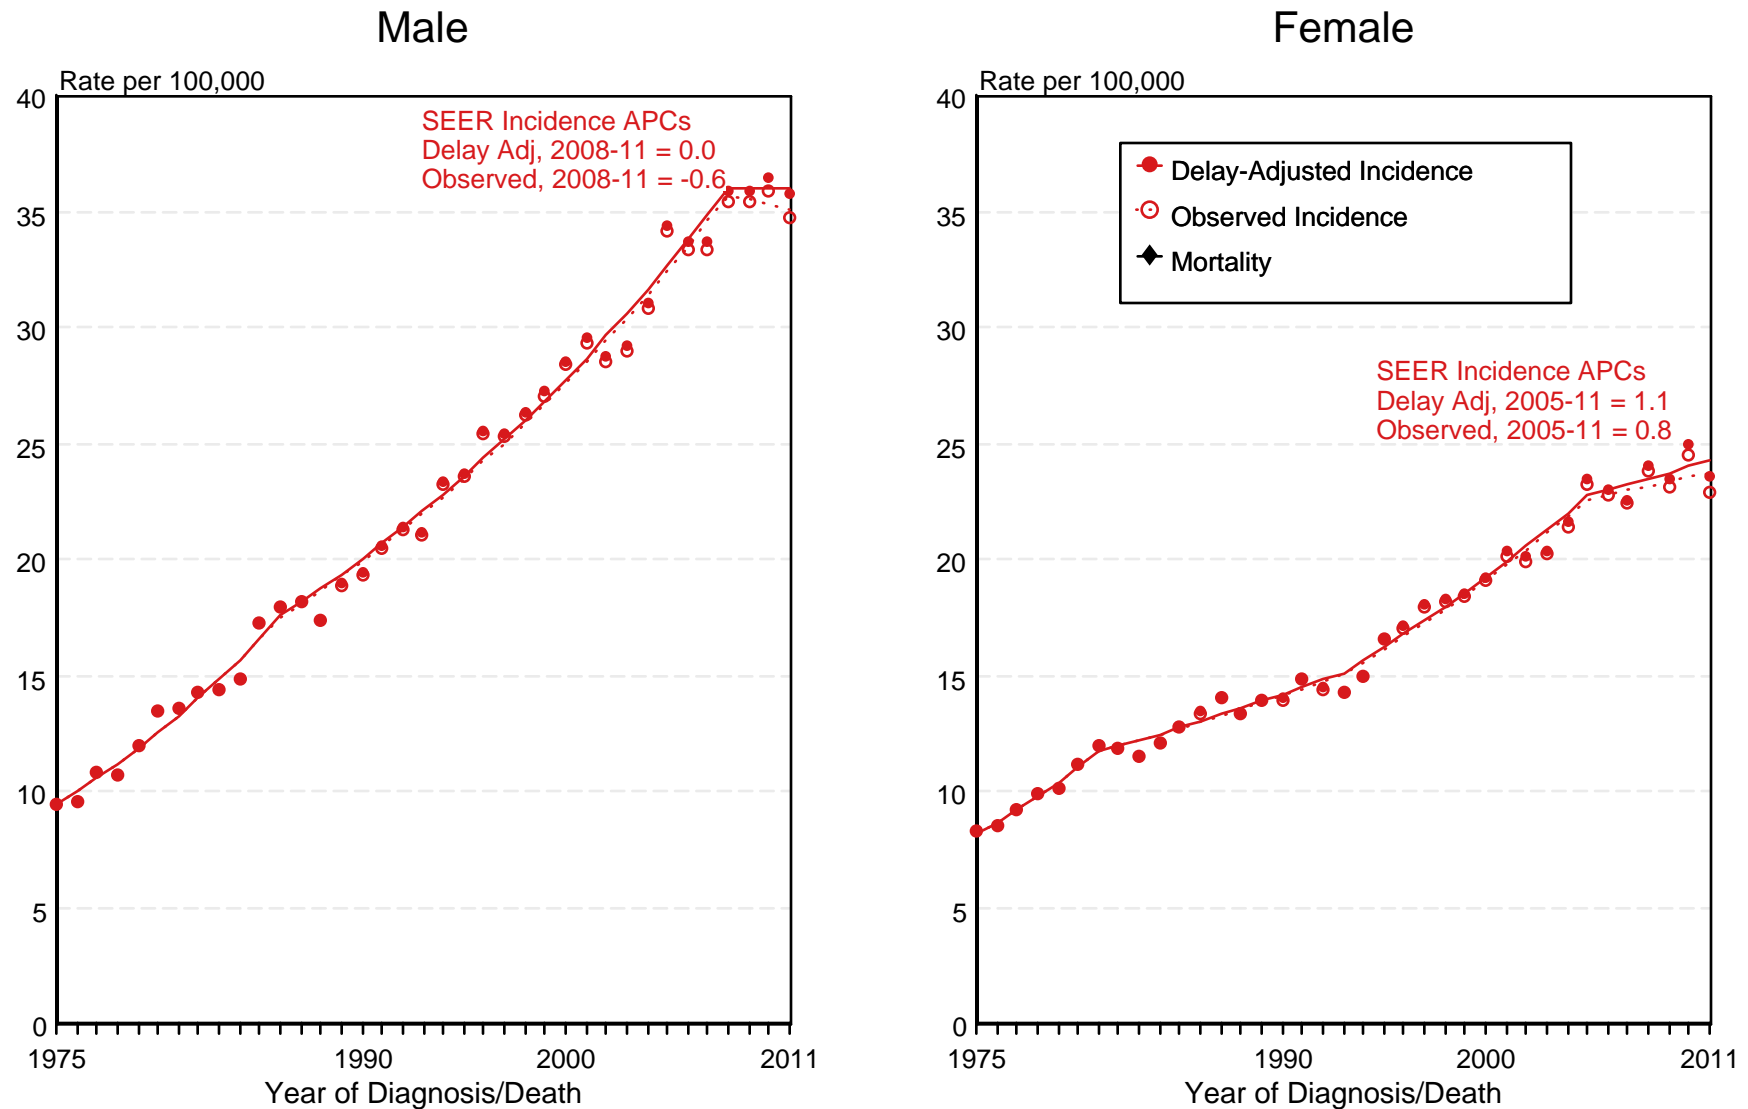 Male
Rate per 100,000
SEER Incidence APCs
Delay Adj, 2008-11 = 0.0
Observed, 2008-11 = -0.6
40
35
30
25
20
15
10
5
0
1975
1990
2000
2011
Year of Diagnosis/Death
Female
Rate per 100,000
Delay-Adjusted Incidence
Observed Incidence
Mortality
SEER Incidence APCs
Delay Adj, 2005-11 = 1.1
Observed, 2005-11 = 0.8
40
35
30
25
20
15
10
5
0
1975
1990
2000
2011
Year of Diagnosis/Death